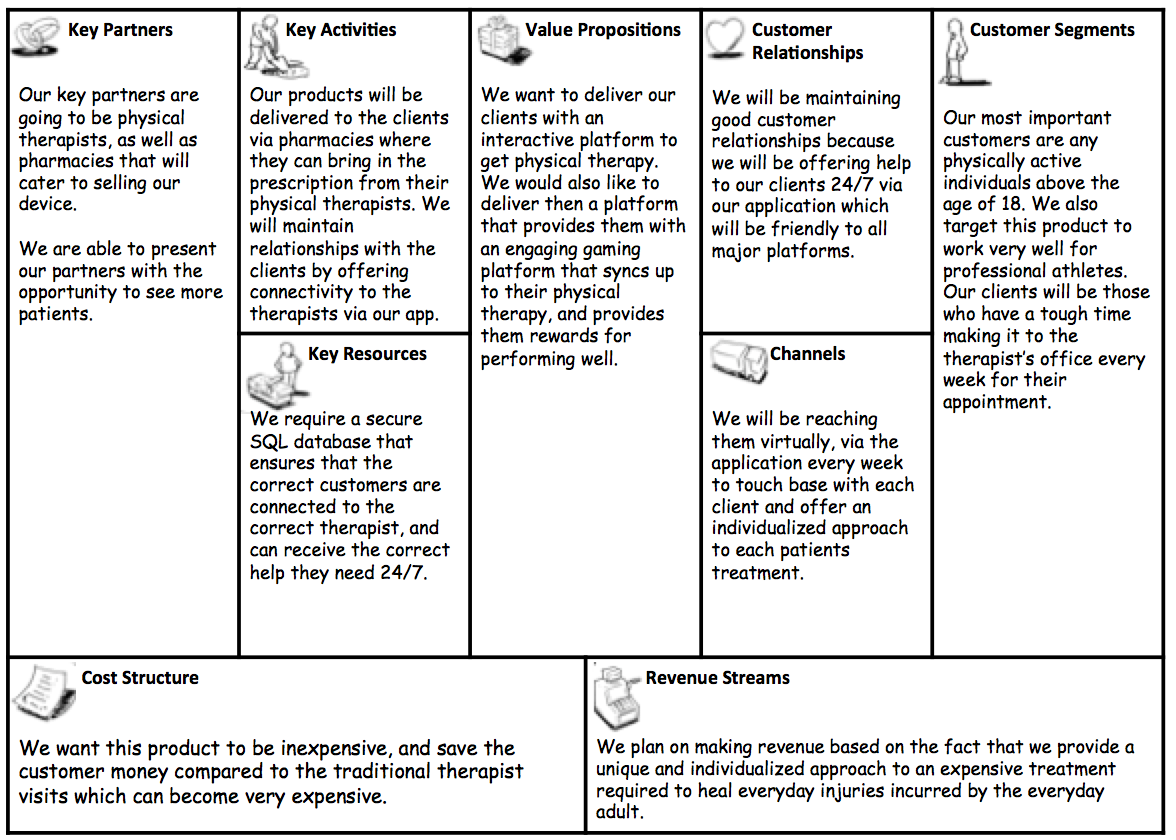 Key Partners
Our key partners are
going to be physical
therapists, as well as
pharmacies that will
cater to selling our
device.
We are able to present
our partners with the
opportunity to see more
patients.
Key Activities
Our products will be
delivered to the clients
via pharmacies where
they can bring in the
prescription from their
physical therapists. We
will maintain
relationships with the
clients by offering
connectivity to the
therapists via our app.
Key Resources
We require a secure
SQL database that
ensures that the
correct customers are
connected to the
correct therapist, and
can receive the correct
help they need 24/7.
Value Propositions
We want to deliver our
clients with an
interactive platform to
get physical therapy.
We would also like to
deliver then a platform
that provides them with
an engaging gaming
platform that syncs up
to their physical
therapy, and provides
them rewards for
performing well.
Customer
Relationships
We will be maintaining
good customer
relationships because
we will be offering help
to our clients 24/7 via
our application which
will be friendly to all
major platforms.
Channels
We will be reaching
them virtually, via the
application every week
to touch base with each
client and offer an
individualized approach
to each patients
treatment.
Customer Segments
Our most important
customers are any
physically active
individuals above the
age of 18. We also
target this product to
work very well for
professional athletes.
Our clients will be those
who have a tough time
making it to the
therapist's office every
week for their
appointment.
Cost Structure
We want this product to be inexpensive, and save the
customer money compared to the traditional therapist
visits which can become very expensive.
Revenue Streams
We plan on making revenue based on the fact that we provide a
unique and individualized approach to an expensive treatment
required to heal everyday injuries incurred by the everyday
adult.